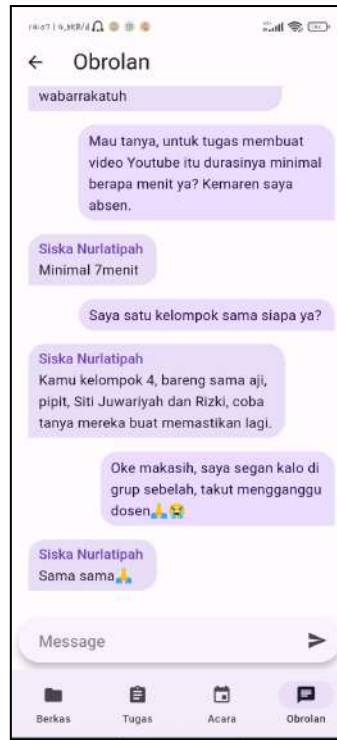 Obrolan
wabarrakatuh
Mau tanya, untuk tugas membuat
video Youtube itu durasinya minimal
berapa menit ya? Kemaren saya
absen.
Siska Nurlatipah
Minimal 7menit
Saya satu kelompok sama siapa ya?
Siska Nurlatipah
Kamu kelompok 4, bareng sama aji,
pipit, Siti Juwariyah dan Rizki, coba
tanya mereka buat memastikan lagi.
Oke makasih, saya segan kalo di
grup sebelah, takut mengganggu
dosen🙏😭
Siska Nurlatipah
Sama sama🙏
Message
Berkas Tugas Acara Obrolan